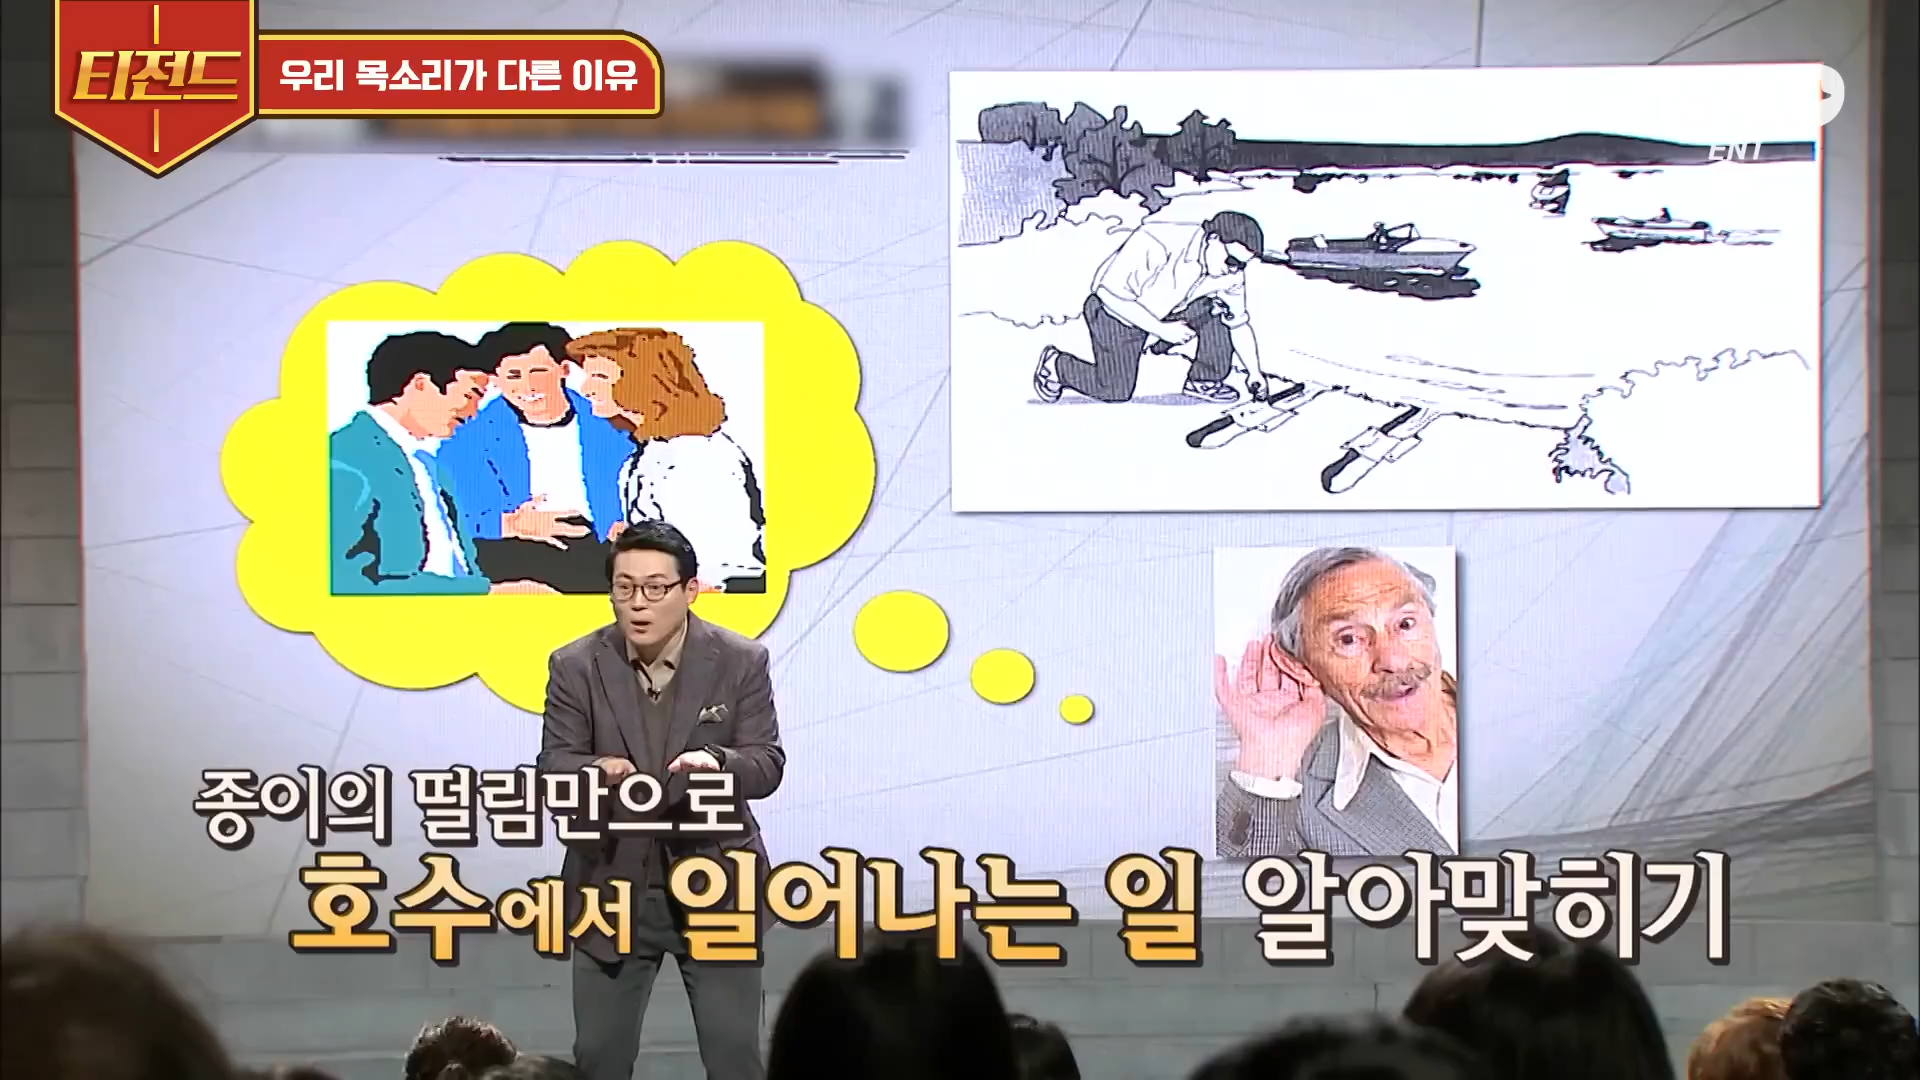 티전드
우리 목소리가 다른 이유
ENT
종이의 떨림만으로
호수에서 일어나는 일 알아맞히기